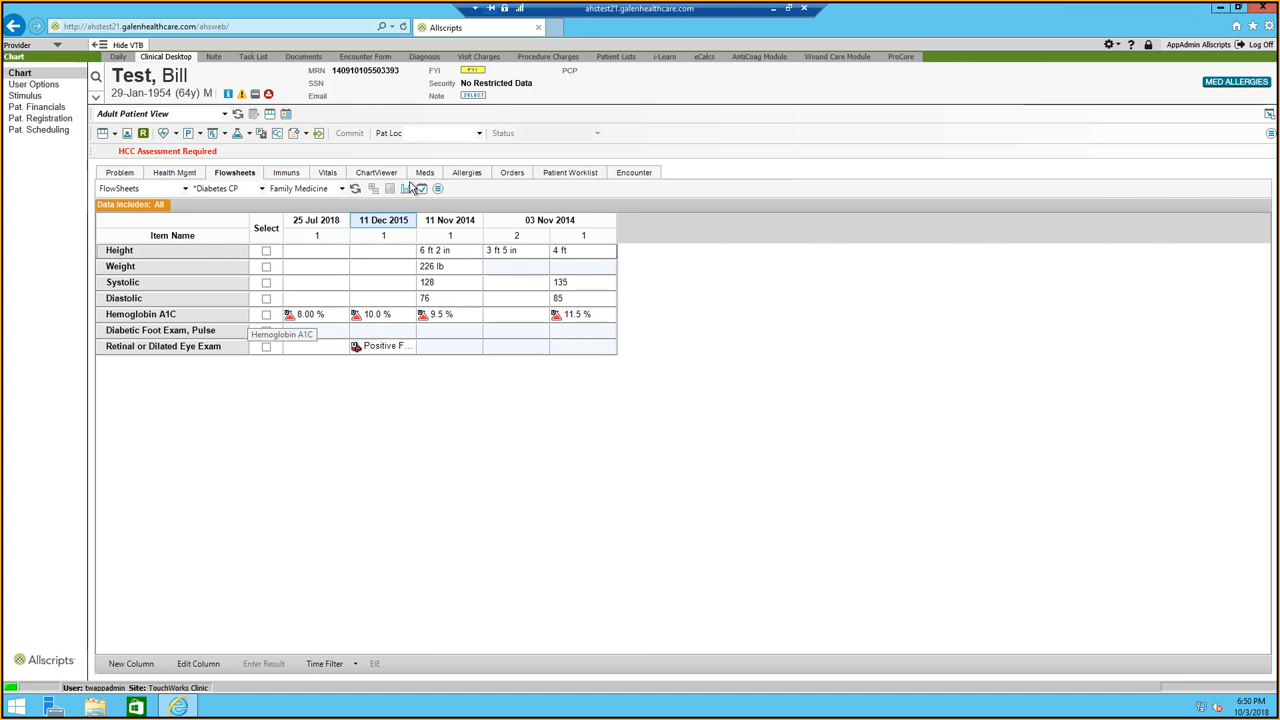 ahstest21.galenhealthcare.com
http://ahstest21.galenhealthcare.com/ahsweb/
Allscripts
Provider
Hide VTB
AppAdmin Allscripts
Log Off
Chart
Daily Clinical Desktop Note Task List Documents Encounter Form Diagnosis Visit Charges Procedure Charges Patient Lists i-Learn eCalcs AntiCoag Module Wound Care Module ProCore
Chart
User Options
Stimulus
Pat. Financials
Pat. Registration
Pat. Scheduling
Test, Bill
29-Jan-1954 (64y) M
MRN 140910105503393
SSN
Email
FYI FYI
Security No Restricted Data
Note SELECT
PCP
MED ALLERGIES
Adult Patient View
Commit Pat Loc Status
HCC Assessment Required
Problem Health Mgmt Flowsheets Immuns Vitals ChartViewer Meds Allergies Orders Patient Worklist Encounter
FlowSheets *Diabetes CP Family Medicine
Data Includes: All
Item Name Select 25 Jul 2018 11 Dec 2015 11 Nov 2014 03 Nov 2014
1 1 1 2 1
Height 6 ft 2 in 3 ft 5 in 4 ft
Weight 226 lb
Systolic 128 135
Diastolic 76 85
Hemoglobin A1C 8.00 % 10.0 % 9.5 % 11.5 %
Diabetic Foot Exam, Pulse
Hemoglobin A1C
Retinal or Dilated Eye Exam Positive F...
New Column Edit Column Enter Result Time Filter EIE
Allscripts
User: twappadmin Site: TouchWorks Clinic
6:50 PM
10/3/2018